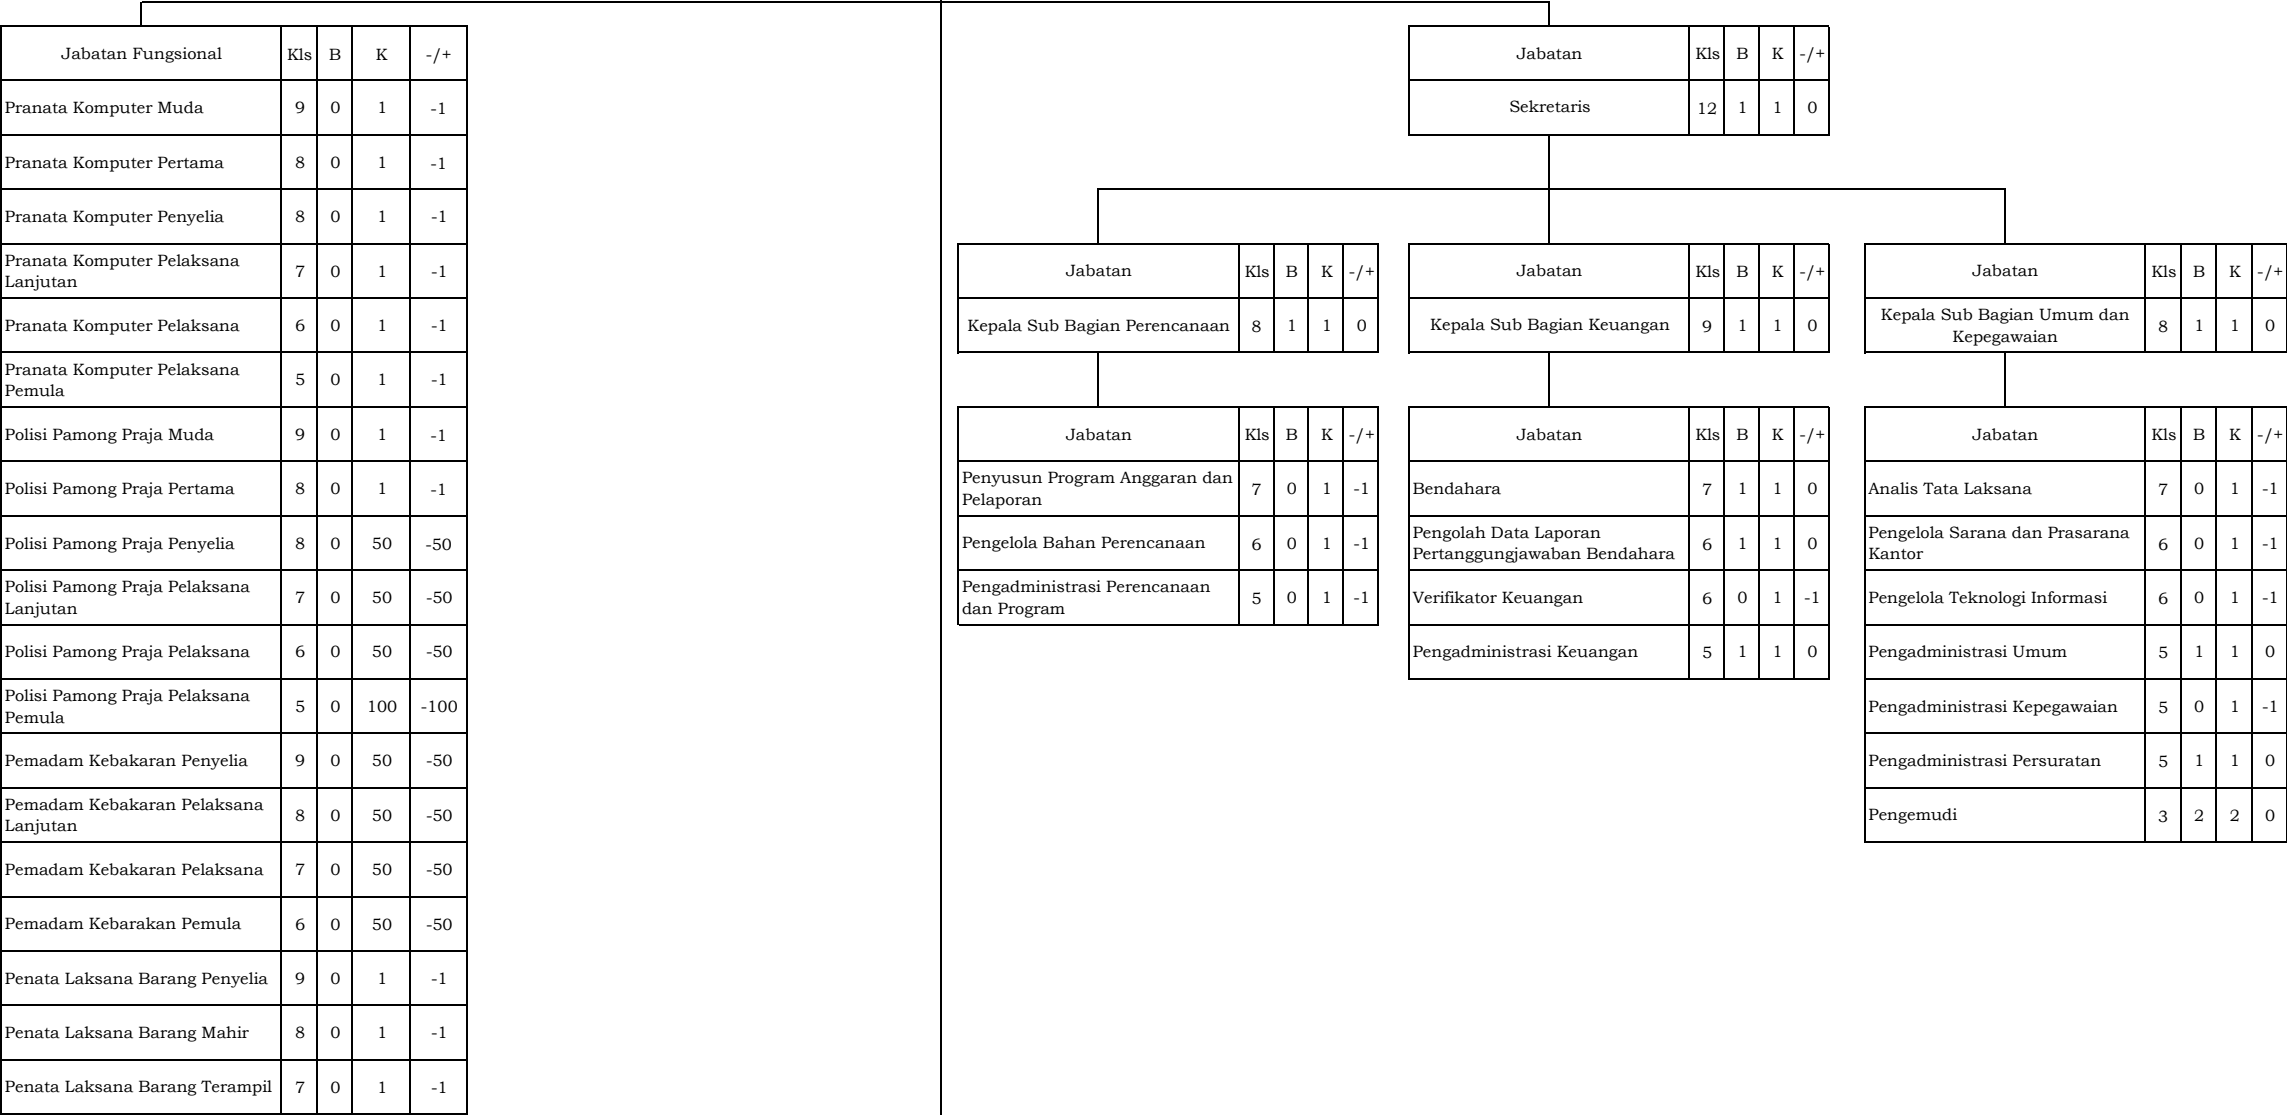 Jabatan Fungsional Kls B K -/+
Pranata Komputer Muda 9 0 1 -1
Pranata Komputer Pertama 8 0 1 -1
Pranata Komputer Penyelia 8 0 1 -1
Pranata Komputer Pelaksana
Lanjutan 7 0 1 -1
Pranata Komputer Pelaksana 6 0 1 -1
Pranata Komputer Pelaksana
Pemula 5 0 1 -1
Polisi Pamong Praja Muda 9 0 1 -1
Polisi Pamong Praja Pertama 8 0 1 -1
Polisi Pamong Praja Penyelia 8 0 50 -50
Polisi Pamong Praja Pelaksana
Lanjutan 7 0 50 -50
Polisi Pamong Praja Pelaksana 6 0 50 -50
Polisi Pamong Praja Pelaksana
Pemula 5 0 100 -100
Pemadam Kebakaran Penyelia 9 0 50 -50
Pemadam Kebakaran Pelaksana
Lanjutan 8 0 50 -50
Pemadam Kebakaran Pelaksana 7 0 50 -50
Pemadam Kebarakan Pemula 6 0 50 -50
Penata Laksana Barang Penyelia 9 0 1 -1
Penata Laksana Barang Mahir 8 0 1 -1
Penata Laksana Barang Terampil 7 0 1 -1
Jabatan Kls B K -/+
Sekretaris 12 1 1 0
Jabatan Kls B K -/+
Kepala Sub Bagian Perencanaan 8 1 1 0
Jabatan Kls B K -/+
Penyusun Program Anggaran dan
Pelaporan 7 0 1 -1
Pengelola Bahan Perencanaan 6 0 1 -1
Pengadministrasi Perencanaan
dan Program 5 0 1 -1
Jabatan Kls B K -/+
Kepala Sub Bagian Keuangan 9 1 1 0
Jabatan Kls B K -/+
Bendahara 7 1 1 0
Pengolah Data Laporan
Pertanggungjawaban Bendahara 6 1 1 0
Verifikator Keuangan 6 0 1 -1
Pengadministrasi Keuangan 5 1 1 0
Jabatan Kls B K -/+
Kepala Sub Bagian Umum dan
Kepegawaian 8 1 1 0
Jabatan Kls B K -/+
Analis Tata Laksana 7 0 1 -1
Pengelola Sarana dan Prasarana
Kantor 6 0 1 -1
Pengelola Teknologi Informasi 6 0 1 -1
Pengadministrasi Umum 5 1 1 0
Pengadministrasi Kepegawaian 5 0 1 -1
Pengadministrasi Persuratan 5 1 1 0
Pengemudi 3 2 2 0